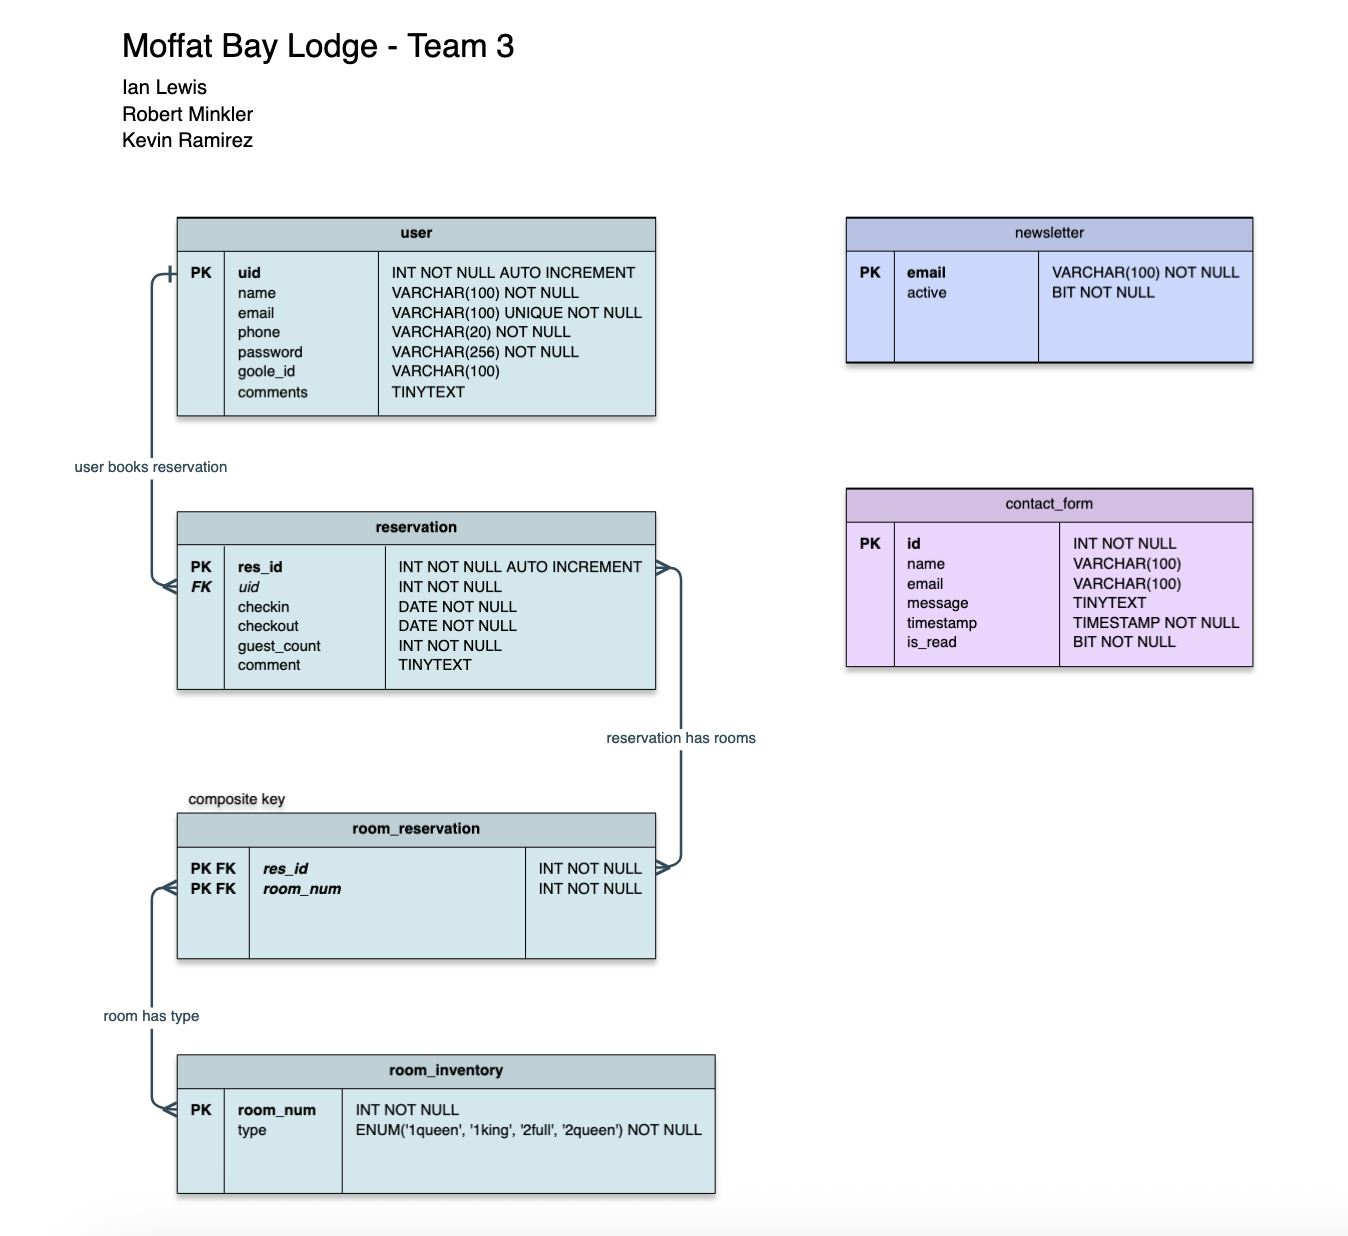 Moffat Bay Lodge - Team 3
Ian Lewis
Robert Minkler
Kevin Ramirez
user
PK uid INT NOT NULL AUTO INCREMENT
name VARCHAR(100) NOT NULL
email VARCHAR(100) UNIQUE NOT NULL
phone VARCHAR(20) NOT NULL
password VARCHAR(256) NOT NULL
goole_id VARCHAR(100)
comments TINYTEXT
newsletter
PK email VARCHAR(100) NOT NULL
active BIT NOT NULL
user books reservation
reservation
PK res_id INT NOT NULL AUTO INCREMENT
FK uid INT NOT NULL
checkin DATE NOT NULL
checkout DATE NOT NULL
guest_count INT NOT NULL
comment TINYTEXT
contact_form
PK id INT NOT NULL
name VARCHAR(100)
email VARCHAR(100)
message TINYTEXT
timestamp TIMESTAMP NOT NULL
is_read BIT NOT NULL
reservation has rooms
composite key
room_reservation
PK FK res_id INT NOT NULL
PK FK room_num INT NOT NULL
room has type
room_inventory
PK room_num INT NOT NULL
type ENUM('1queen', '1king', '2full', '2queen') NOT NULL